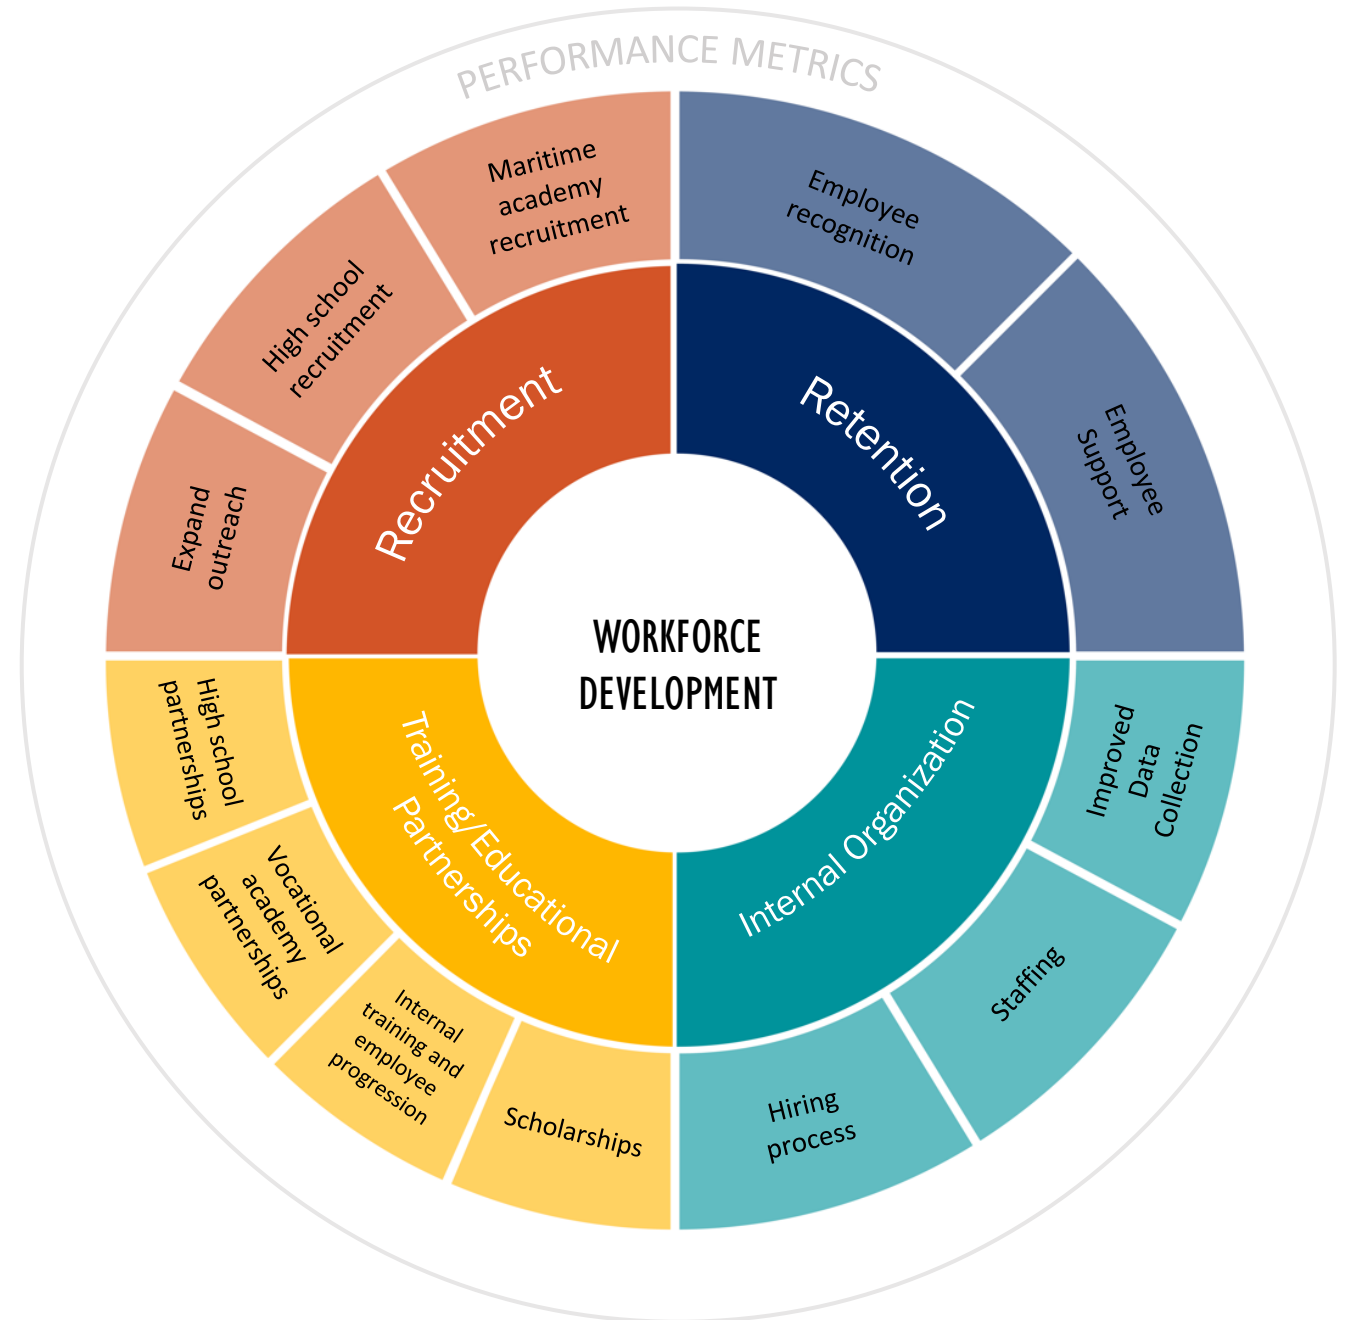 PERFORMANCE METRICS
Maritime
academy
recruitment
High school
recruitment
Expand
outreach
Recruitment
Employee
recognition
Employee
Support
Retention
WORKFORCE
DEVELOPMENT
High school
partnerships
Vocational
academy
partnerships
Internal
training and
employee
progression
Scholarships
Training/Educational
Partnerships
Improved
Data
Collection
Staffing
Hiring
process
Internal Organization